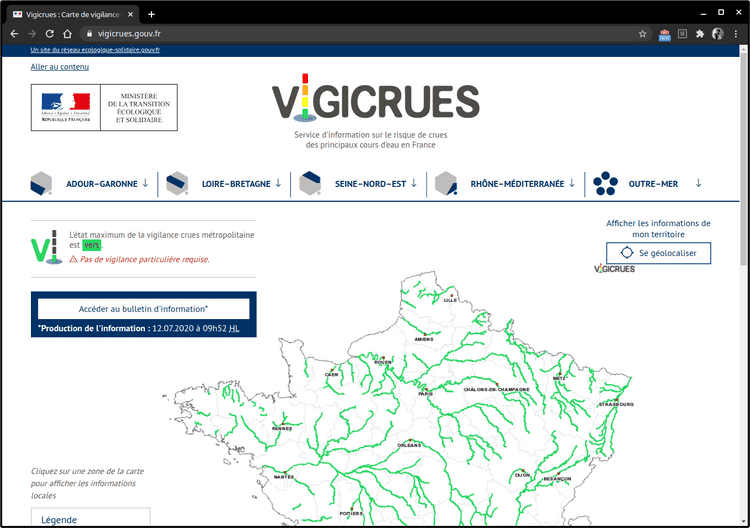 Vigicrues : Carte de vigilance
vigicrues.gouv.fr
Un site du réseau ecologique-solidaire.gouv.fr
Aller au contenu
Liberté • Égalité • Fraternité
RÉPUBLIQUE FRANÇAISE
MINISTÈRE
DE LA TRANSITION
ÉCOLOGIQUE
ET SOLIDAIRE
VIGICRUES
Service d'information sur le risque de crues
des principaux cours d'eau en France
ADOUR-GARONNE
LOIRE-BRETAGNE
SEINE-NORD-EST
RHÔNE-MÉDITERRANÉE
OUTRE-MER
L'état maximum de la vigilance crues métropolitaine
est vert.
Pas de vigilance particulière requise.
Afficher les informations de
mon territoire
Se géolocaliser
VIGICRUES
Accéder au bulletin d'information*
*Production de l'information : 12.07.2020 à 09h52 HL
LILLE
AMIENS
ROUEN
CAEN
METZ
PARIS
CHÂLONS-EN-CHAMPAGNE
STRASBOURG
RENNES
ORLÉANS
NANTES
DIJON
BESANÇON
POITIERS
Cliquez sur une zone de la carte
pour afficher les informations
locales
Légende